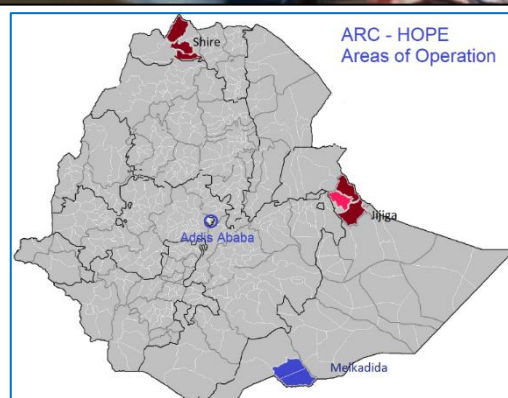 ARC - HOPE
Areas of Operation
Shire
Jijiga
Addis Ababa
Melkadida